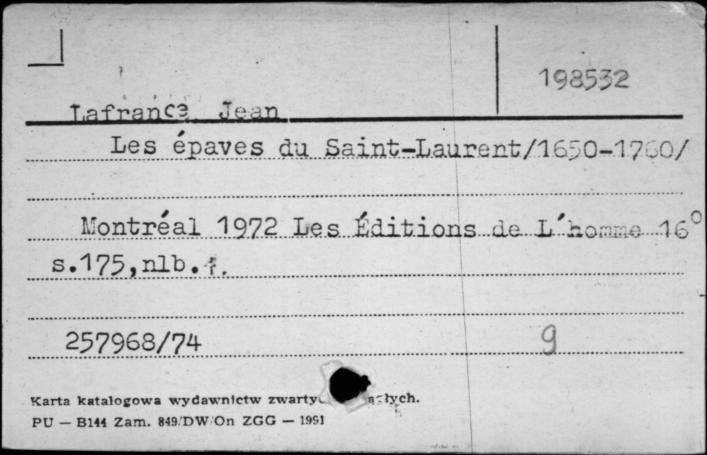 198532
Lafrance Jean
Les épaves du Saint-Laurent/1650-1760/
Montréal 1972 Les Éditions de L'homme 16°
s.175,nlb.
257968/74 9
Karta katalogowa wydawnictw
PU — B144 Zam. 849/DW/On ZGG — 1991